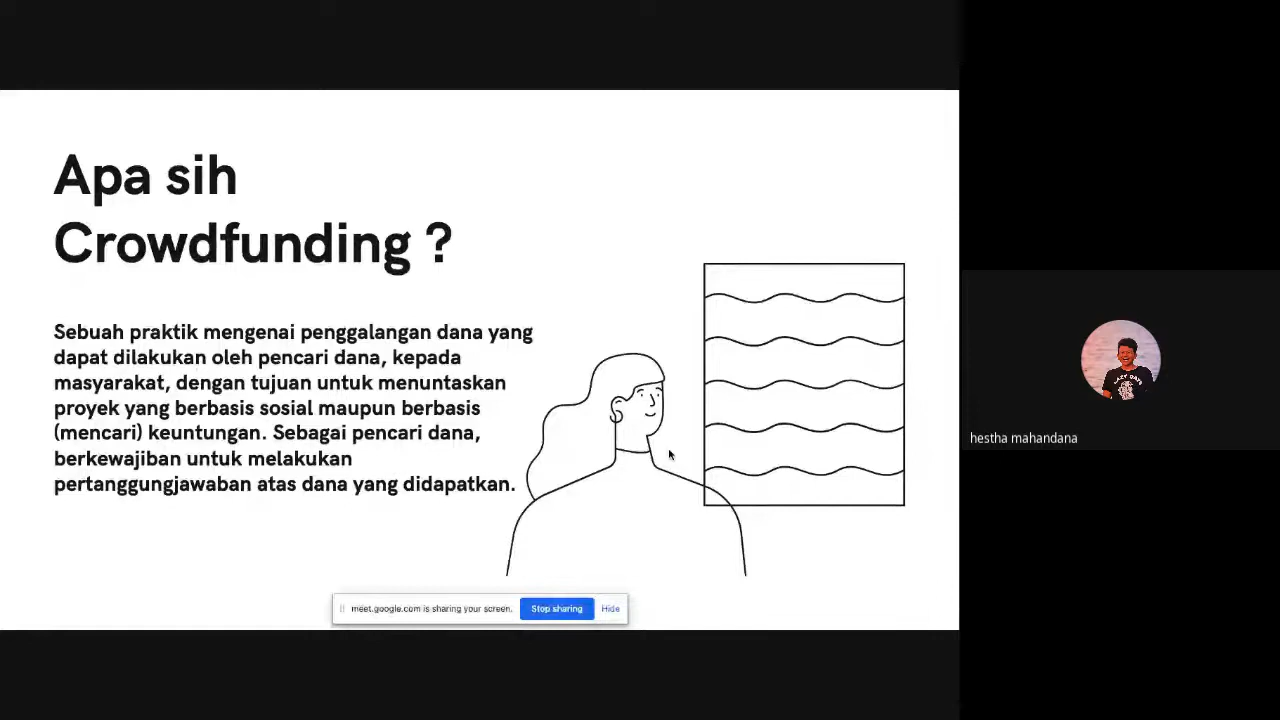 Apa sih
Crowdfunding ?
Sebuah praktik mengenai penggalangan dana yang
dapat dilakukan oleh pencari dana, kepada
masyarakat, dengan tujuan untuk menuntaskan
proyek yang berbasis sosial maupun berbasis
(mencari) keuntungan. Sebagai pencari dana,
berkewajiban untuk melakukan
pertanggungjawaban atas dana yang didapatkan.
meet.google.com is sharing your screen.
Stop sharing
Hide
hestha mahandana
LAZY DAYS